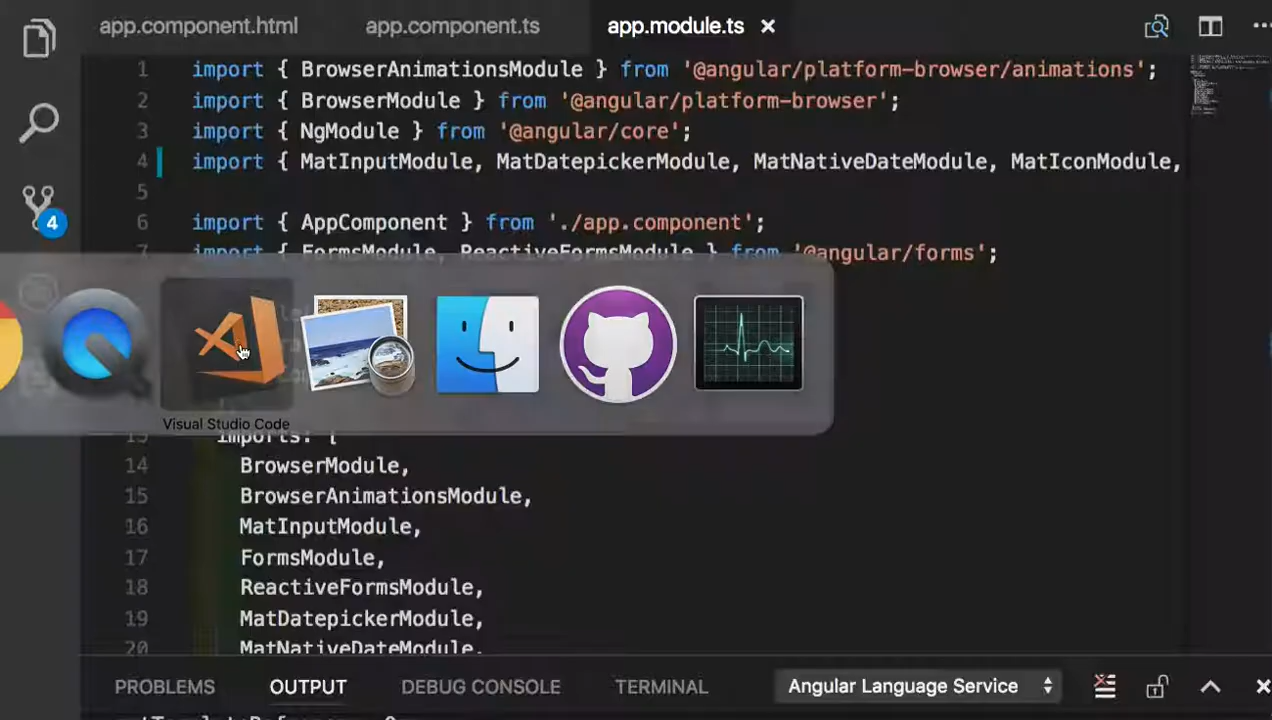 app.component.html app.component.ts app.module.ts
1 import { BrowserAnimationsModule } from '@angular/platform-browser/animations';
2 import { BrowserModule } from '@angular/platform-browser';
3 import { NgModule } from '@angular/core';
4 import { MatInputModule, MatDatepickerModule, MatNativeDateModule, MatIconModule,
5
4
6 import { AppComponent } from './app.component';
7 import { FormsModule, ReactiveFormsModule } from '@angular/forms';
Visual Studio Code
13 imports: [
14 BrowserModule,
15 BrowserAnimationsModule,
16 MatInputModule,
17 FormsModule,
18 ReactiveFormsModule,
19 MatDatepickerModule,
20 MatNativeDateModule,
PROBLEMS OUTPUT DEBUG CONSOLE TERMINAL Angular Language Service